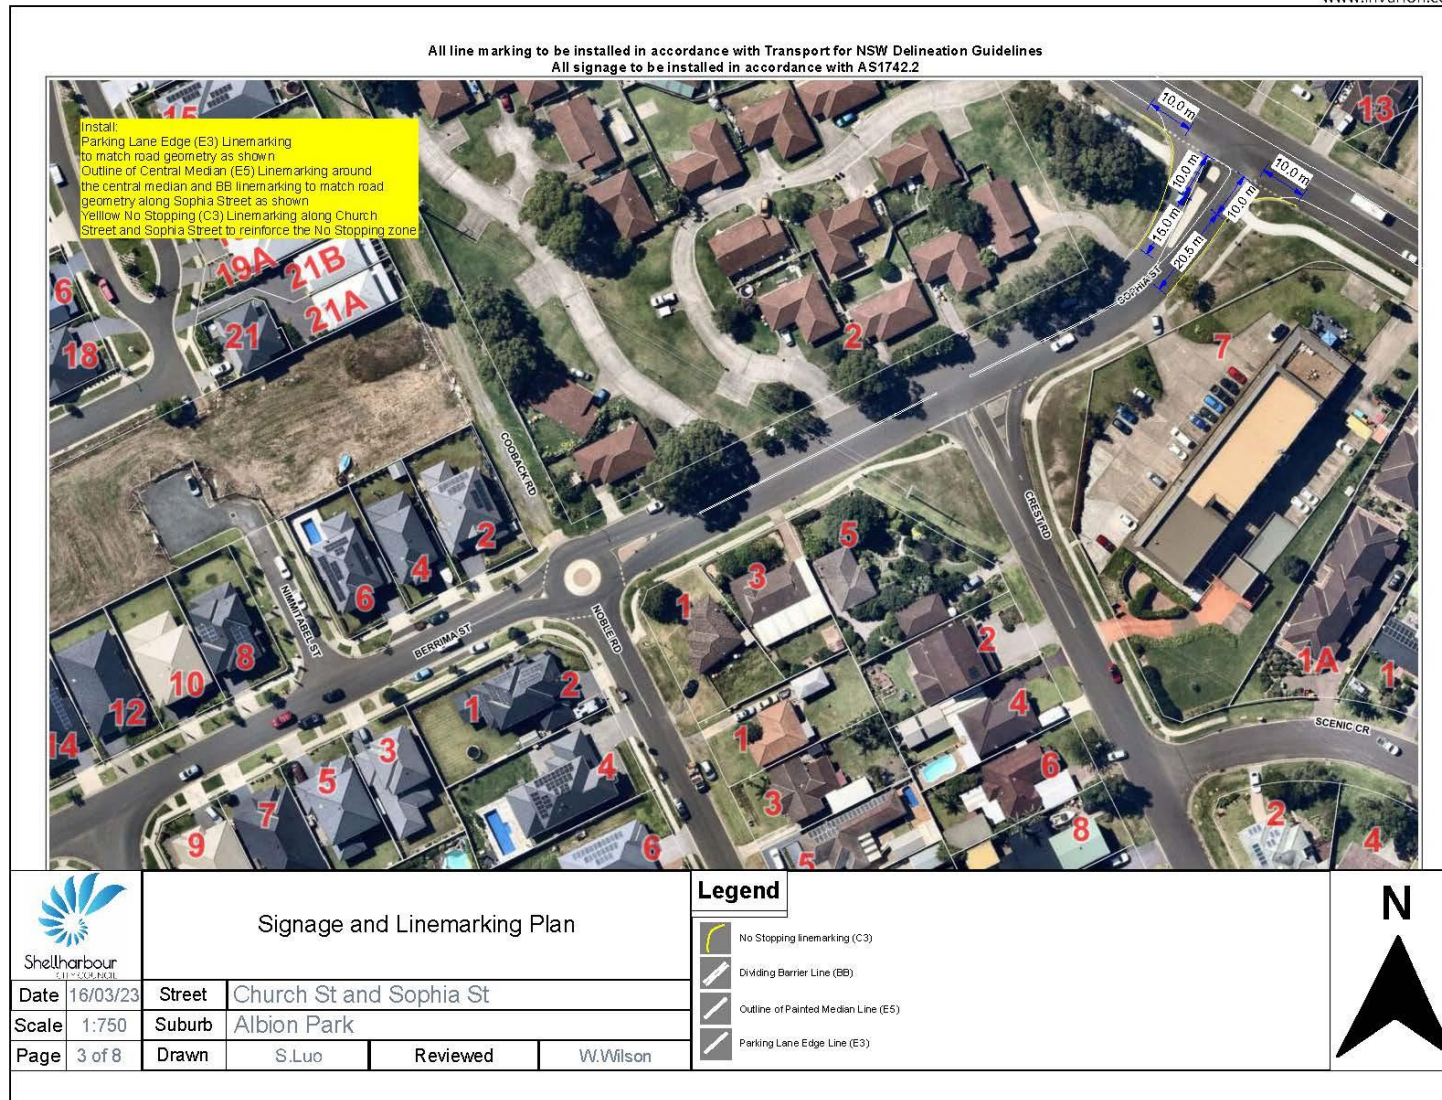 All line marking to be installed in accordance with Transport for NSW Delineation Guidelines
All signage to be installed in accordance with AS1742.2
Install:
Parking Lane Edge (E3) Linemarking
to match road geometry as shown
Outline of Central Median (E5) Linemarking around
the central median and BB linemarking to match road
geometry along Sophia Street as shown
Yelllow No Stopping (C3) Linemarking along Church
Street and Sophia Street to reinforce the No Stopping zone
15
13
10.0 m
10.0 m
10.0 m
10.0 m
15.0 m
20.5 m
SOPHIA ST
19A
21B
21A
21
6
18
2
7
COOBACK RD
CREST RD
2
4
6
5
3
1
NIMMITABEL ST
BERRIMA ST
NOBLE RD
8
10
12
14
2
1
2
4
1A
1
SCENIC CR
3
5
7
9
4
6
1
3
5
6
8
2
4
Shellharbour
CITY COUNCIL
Signage and Linemarking Plan
Date 16/03/23 Street Church St and Sophia St
Scale 1:750 Suburb Albion Park
Page 3 of 8 Drawn S.Luo Reviewed W.Wilson
Legend
No Stopping linemarking (C3)
Dividing Barrier Line (BB)
Outline of Painted Median Line (E5)
Parking Lane Edge Line (E3)
N